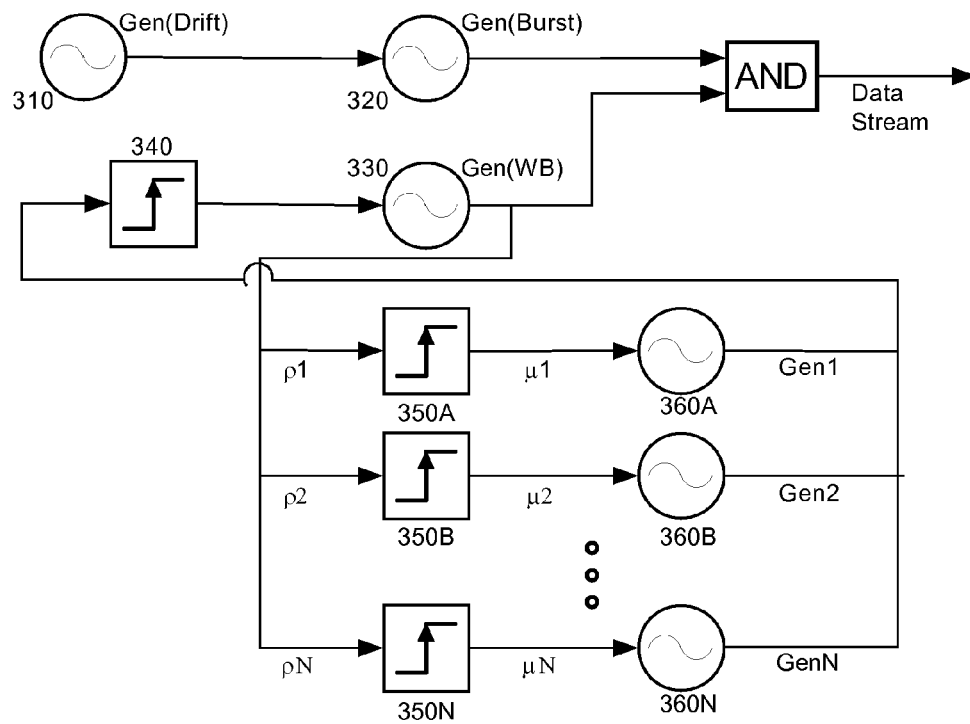 Gen(Drift)
Gen(Burst)
310
320
AND
Data
Stream
340
330
Gen(WB)
ρ1
350A
μ1
360A
Gen1
ρ2
350B
μ2
360B
Gen2
ρN
350N
μN
360N
GenN